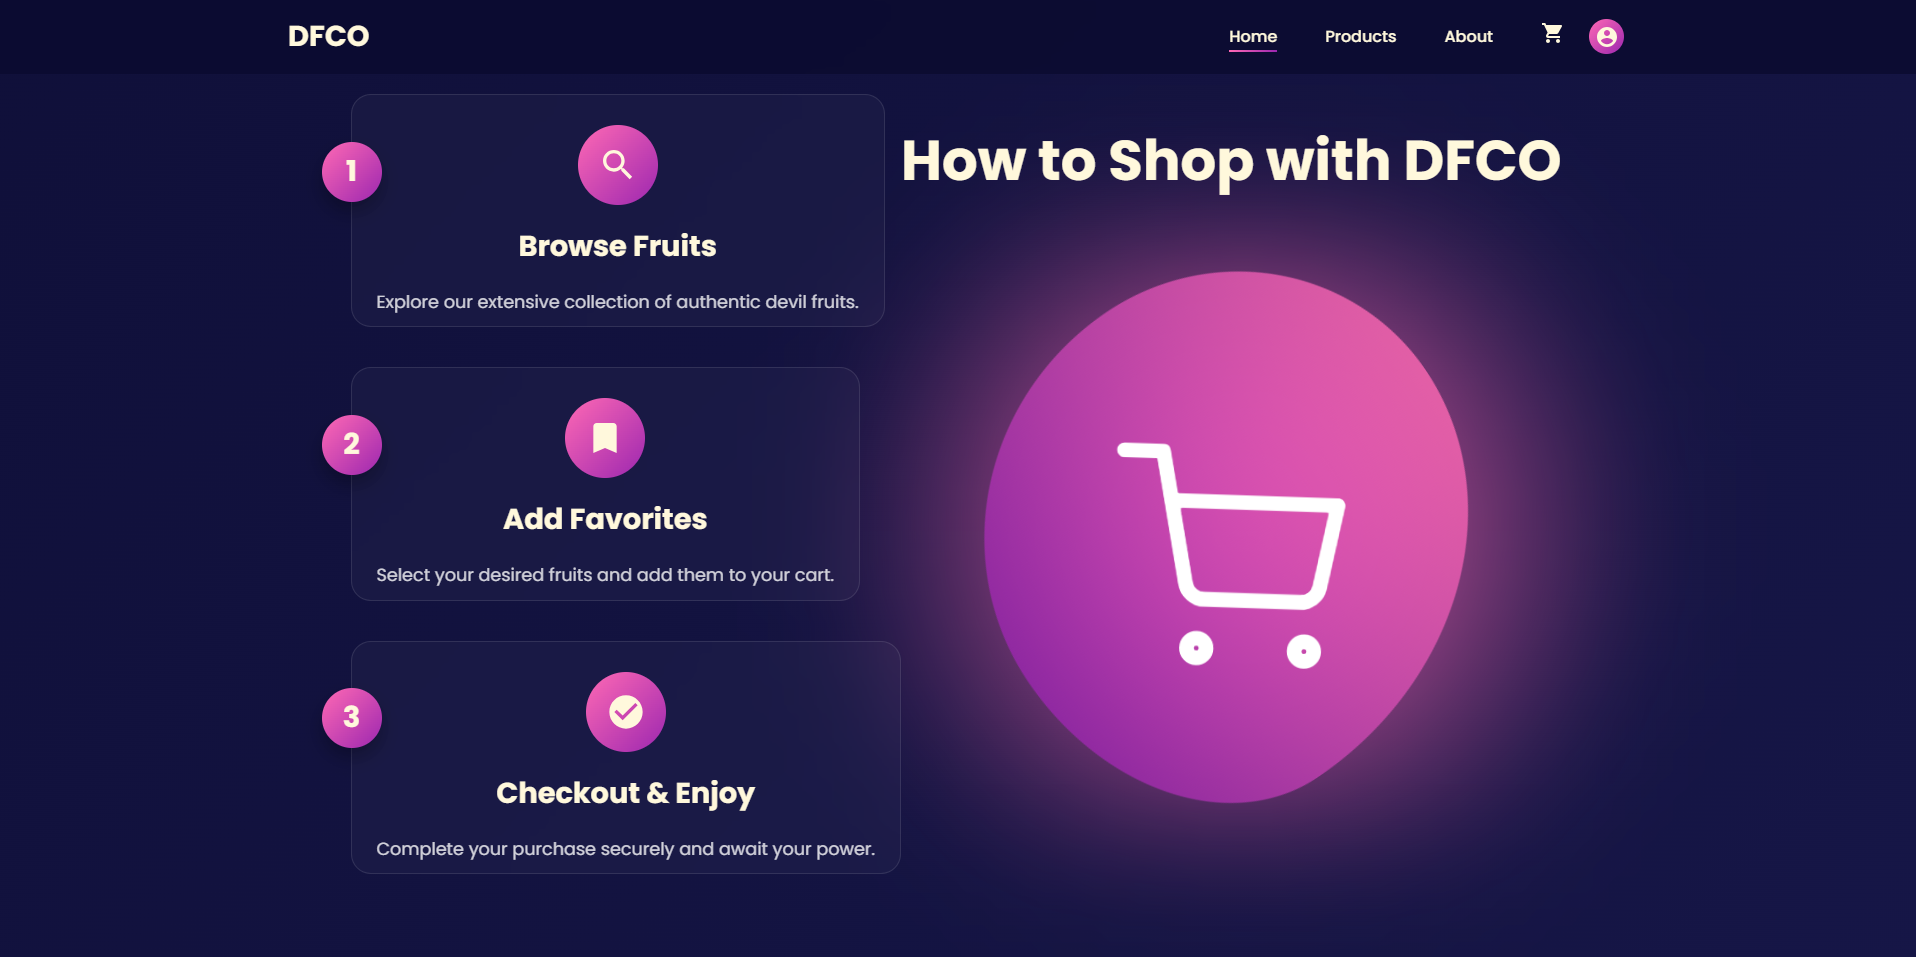 DFCO
Home
Products
About
1
Browse Fruits
Explore our extensive collection of authentic devil fruits.
How to Shop with DFCO
2
Add Favorites
Select your desired fruits and add them to your cart.
3
Checkout & Enjoy
Complete your purchase securely and await your power.